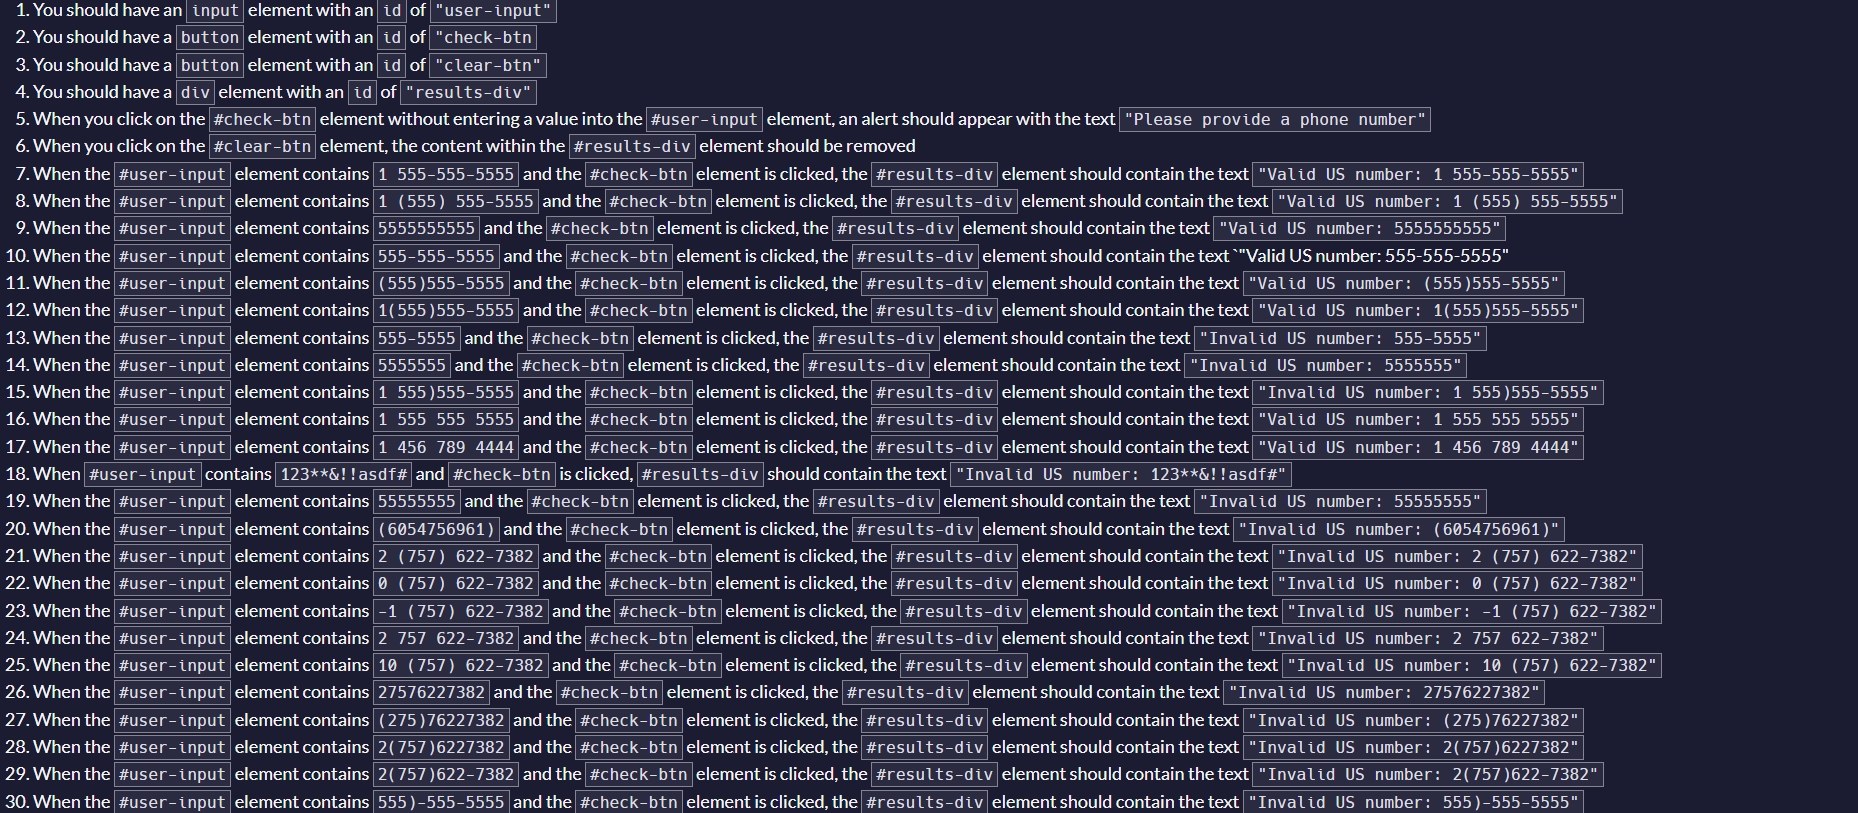 1. You should have an input element with an id of "user-input"
2. You should have a button element with an id of "check-btn
3. You should have a button element with an id of "clear-btn"
4. You should have a div element with an id of "results-div"
5. When you click on the #check-btn element without entering a value into the #user-input element, an alert should appear with the text "Please provide a phone number"
6. When you click on the #clear-btn element, the content within the #results-div element should be removed
7. When the #user-input element contains 1 555-555-5555 and the #check-btn element is clicked, the #results-div element should contain the text "Valid US number: 1 555-555-5555"
8. When the #user-input element contains 1 (555) 555-5555 and the #check-btn element is clicked, the #results-div element should contain the text "Valid US number: 1 (555) 555-5555"
9. When the #user-input element contains 5555555555 and the #check-btn element is clicked, the #results-div element should contain the text "Valid US number: 5555555555"
10. When the #user-input element contains 555-555-5555 and the #check-btn element is clicked, the #results-div element should contain the text `"Valid US number: 555-555-5555"
11. When the #user-input element contains (555)555-5555 and the #check-btn element is clicked, the #results-div element should contain the text "Valid US number: (555)555-5555"
12. When the #user-input element contains 1(555)555-5555 and the #check-btn element is clicked, the #results-div element should contain the text "Valid US number: 1(555)555-5555"
13. When the #user-input element contains 555-5555 and the #check-btn element is clicked, the #results-div element should contain the text "Invalid US number: 555-5555"
14. When the #user-input element contains 5555555 and the #check-btn element is clicked, the #results-div element should contain the text "Invalid US number: 5555555"
15. When the #user-input element contains 1 555)555-5555 and the #check-btn element is clicked, the #results-div element should contain the text "Invalid US number: 1 555)555-5555"
16. When the #user-input element contains 1 555 555 5555 and the #check-btn element is clicked, the #results-div element should contain the text "Valid US number: 1 555 555 5555"
17. When the #user-input element contains 1 456 789 4444 and the #check-btn element is clicked, the #results-div element should contain the text "Valid US number: 1 456 789 4444"
18. When #user-input contains 123**&!!asdf# and #check-btn is clicked, #results-div should contain the text "Invalid US number: 123**&!!asdf#"
19. When the #user-input element contains 55555555 and the #check-btn element is clicked, the #results-div element should contain the text "Invalid US number: 55555555"
20. When the #user-input element contains (6054756961) and the #check-btn element is clicked, the #results-div element should contain the text "Invalid US number: (6054756961)"
21. When the #user-input element contains 2 (757) 622-7382 and the #check-btn element is clicked, the #results-div element should contain the text "Invalid US number: 2 (757) 622-7382"
22. When the #user-input element contains 0 (757) 622-7382 and the #check-btn element is clicked, the #results-div element should contain the text "Invalid US number: 0 (757) 622-7382"
23. When the #user-input element contains -1 (757) 622-7382 and the #check-btn element is clicked, the #results-div element should contain the text "Invalid US number: -1 (757) 622-7382"
24. When the #user-input element contains 2 757 622-7382 and the #check-btn element is clicked, the #results-div element should contain the text "Invalid US number: 2 757 622-7382"
25. When the #user-input element contains 10 (757) 622-7382 and the #check-btn element is clicked, the #results-div element should contain the text "Invalid US number: 10 (757) 622-7382"
26. When the #user-input element contains 27576227382 and the #check-btn element is clicked, the #results-div element should contain the text "Invalid US number: 27576227382"
27. When the #user-input element contains (275)76227382 and the #check-btn element is clicked, the #results-div element should contain the text "Invalid US number: (275)76227382"
28. When the #user-input element contains 2(757)6227382 and the #check-btn element is clicked, the #results-div element should contain the text "Invalid US number: 2(757)6227382"
29. When the #user-input element contains 2(757)622-7382 and the #check-btn element is clicked, the #results-div element should contain the text "Invalid US number: 2(757)622-7382"
30. When the #user-input element contains 555)-555-5555 and the #check-btn element is clicked, the #results-div element should contain the text "Invalid US number: 555)-555-5555"